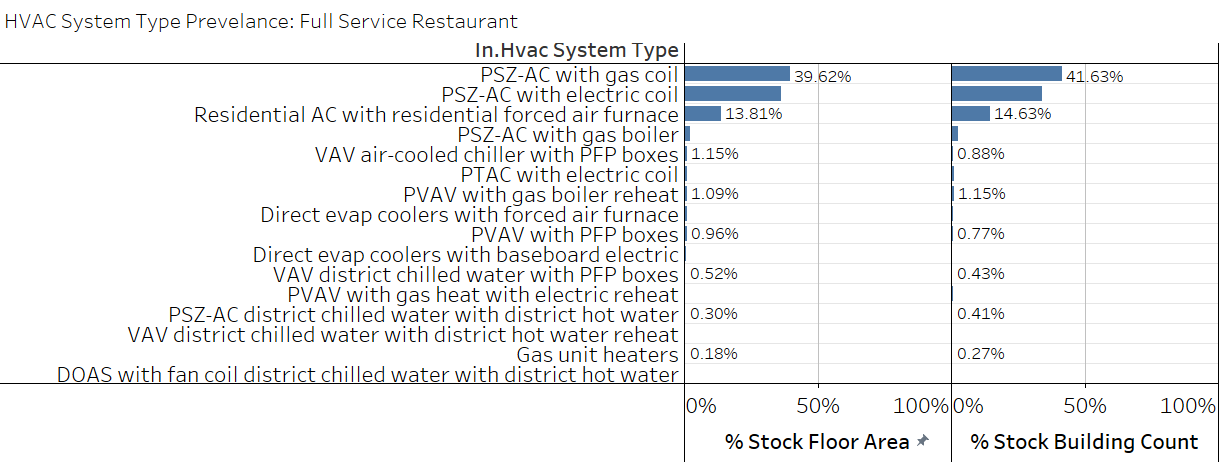 HVAC System Type Prevelance: Full Service Restaurant
In.Hvac System Type
PSZ-AC with gas coil 39.62% 41.63%
PSZ-AC with electric coil
Residential AC with residential forced air furnace 13.81% 14.63%
PSZ-AC with gas boiler
VAV air-cooled chiller with PFP boxes 1.15% 0.88%
PTAC with electric coil
PVAV with gas boiler reheat 1.09% 1.15%
Direct evap coolers with forced air furnace
PVAV with PFP boxes 0.96% 0.77%
Direct evap coolers with baseboard electric
VAV district chilled water with PFP boxes 0.52% 0.43%
PVAV with gas heat with electric reheat
PSZ-AC district chilled water with district hot water 0.30% 0.41%
VAV district chilled water with district hot water reheat
Gas unit heaters 0.18% 0.27%
DOAS with fan coil district chilled water with district hot water
0% 50% 100% 0% 50% 100%
% Stock Floor Area % Stock Building Count